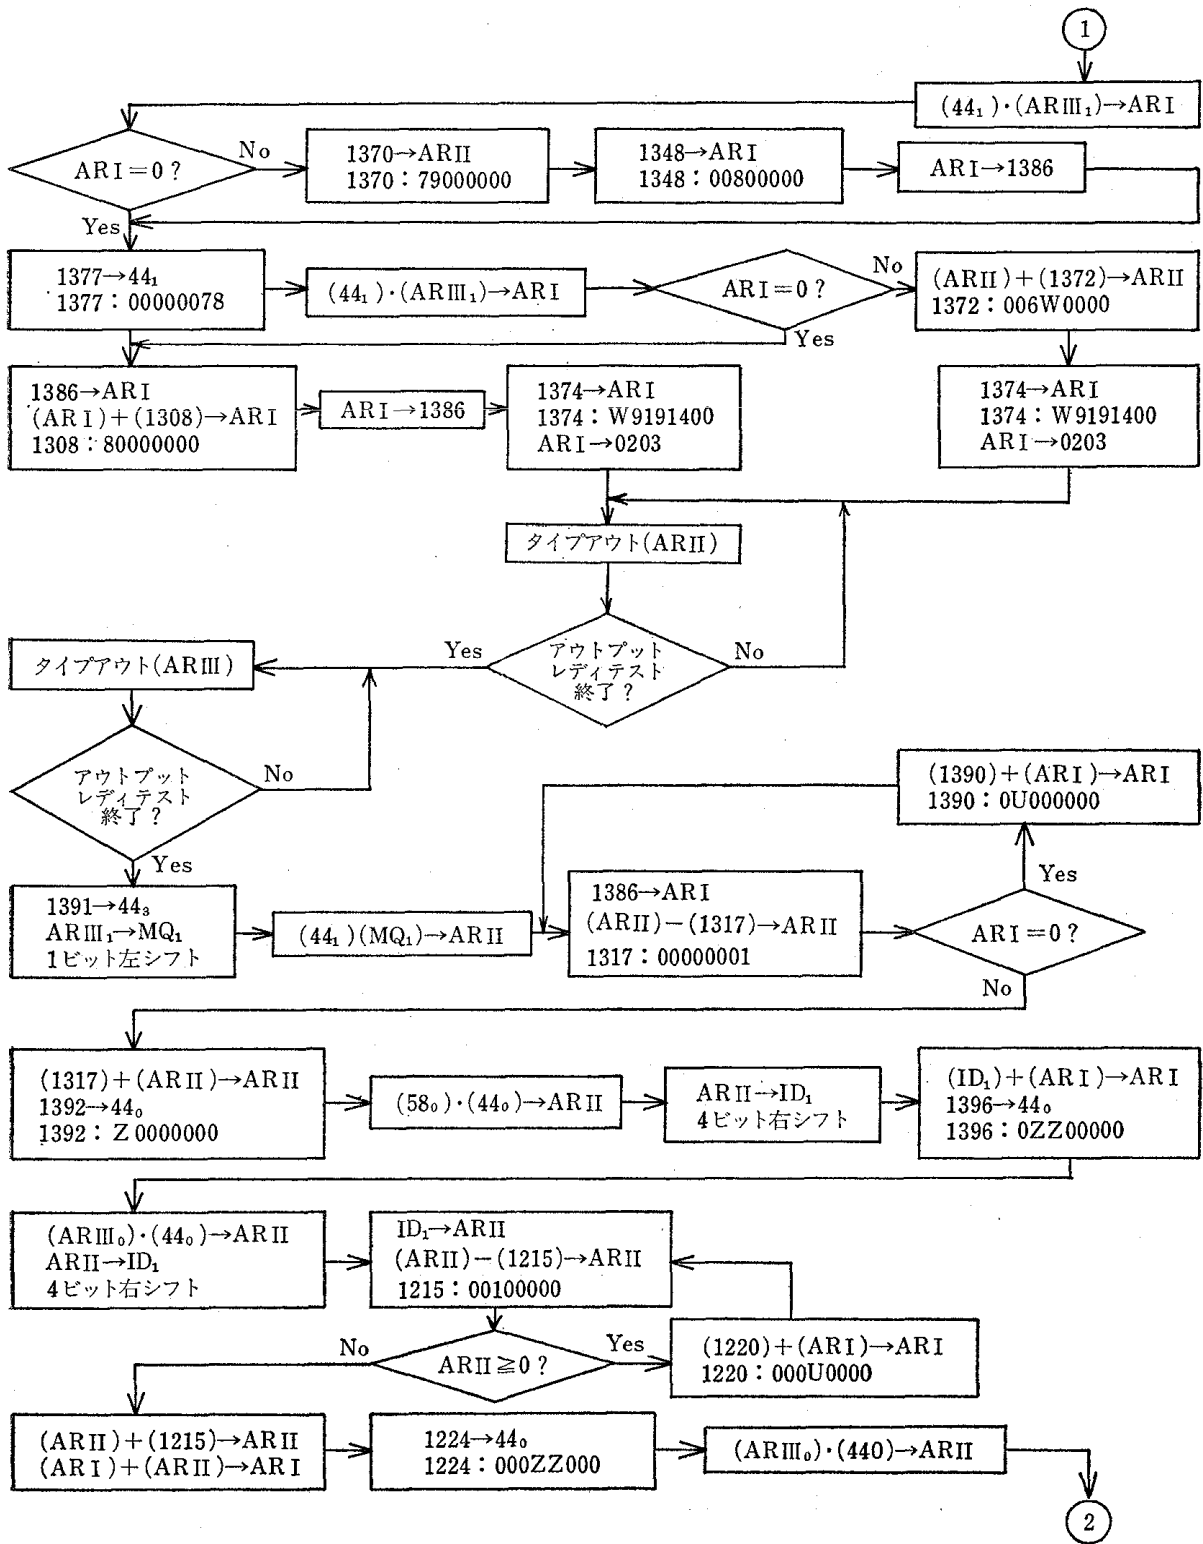 1
(44₁)・(ARⅢ₁)→ARⅠ
ARⅠ=0?
No
1370→ARⅡ
1370：79000000
1348→ARⅠ
1348：00800000
ARⅠ→1386
Yes
1377→44₁
1377：00000078
(44₁)・(ARⅢ₁)→ARⅠ
ARⅠ=0?
No
(ARⅡ)+(1372)→ARⅡ
1372：006W0000
Yes
1386→ARⅠ
(ARⅠ)+(1308)→ARⅠ
1308：80000000
ARⅠ→1386
1374→ARⅠ
1374：W9191400
ARⅠ→0203
1374→ARⅠ
1374：W9191400
ARⅠ→0203
タイプアウト(ARⅡ)
アウトプット
レディテスト
終了?
Yes
No
タイプアウト(ARⅢ)
アウトプット
レディテスト
終了?
No
Yes
(1390)+(ARⅠ)→ARⅠ
1390：0U000000
1391→44₃
ARⅢ₁→MQ₁
1ビット左シフト
(44₁)(MQ₁)→ARⅡ
1386→ARⅠ
(ARⅡ)−(1317)→ARⅡ
1317：00000001
ARⅠ=0?
Yes
No
(1317)+(ARⅡ)→ARⅡ
1392→44₀
1392：Z0000000
(58₀)・(44₀)→ARⅡ
ARⅡ→ID₁
4ビット右シフト
(ID₁)+(ARⅠ)→ARⅠ
1396→44₀
1396：0ZZ00000
(ARⅢ₀)・(44₀)→ARⅡ
ARⅡ→ID₁
4ビット右シフト
ID₁→ARⅡ
(ARⅡ)−(1215)→ARⅡ
1215：00100000
ARⅡ≧0?
No
Yes
(1220)+(ARⅠ)→ARⅠ
1220：000U0000
(ARⅡ)+(1215)→ARⅡ
(ARⅠ)+(ARⅡ)→ARⅠ
1224→44₀
1224：000ZZ000
(ARⅢ₀)・(440)→ARⅡ
2